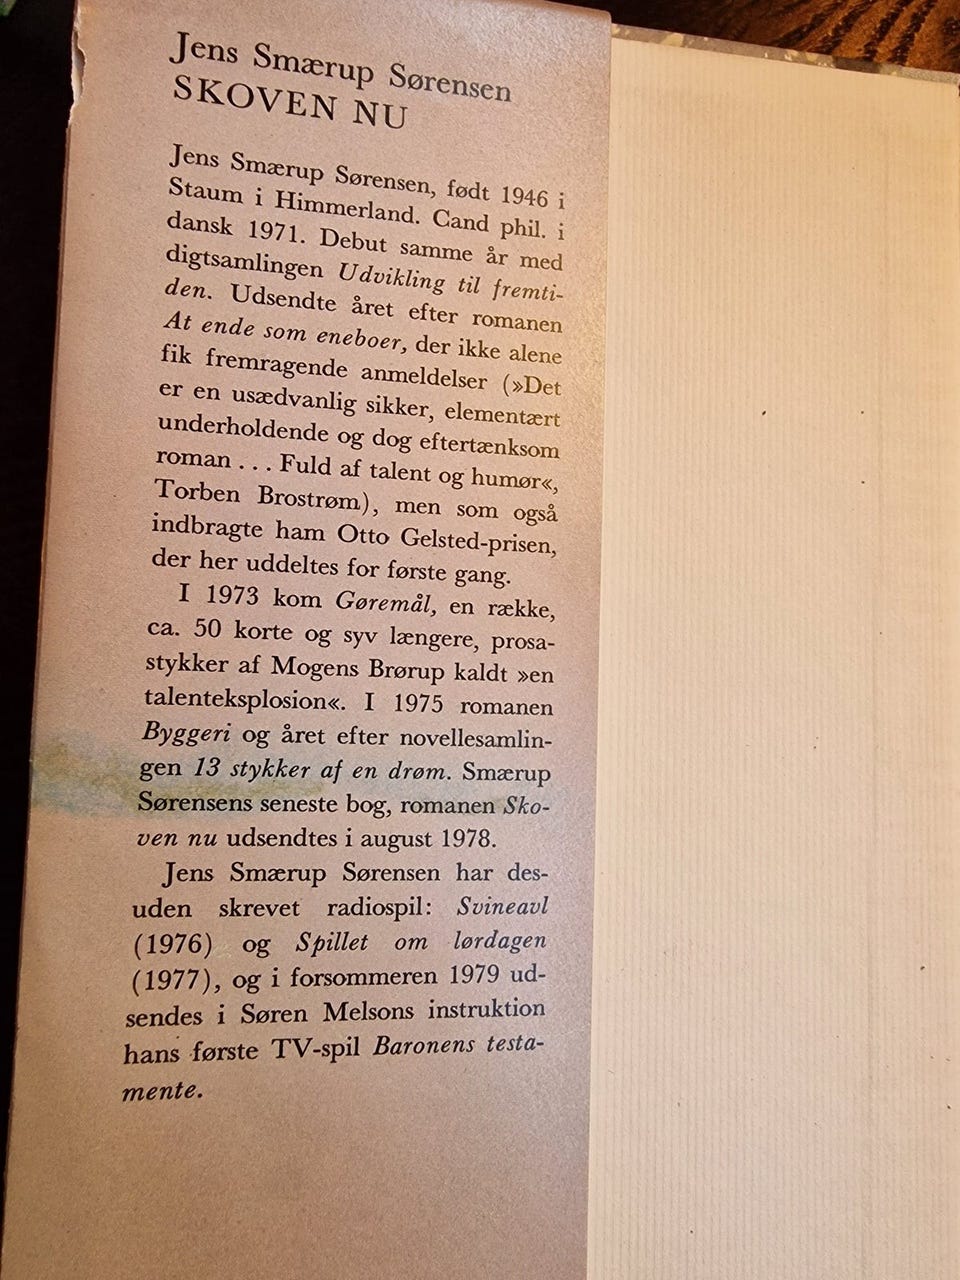 Jens Smærup Sørensen
SKOVEN NU
Jens Smærup Sørensen, født 1946 i
Staum i Himmerland. Cand phil. i
dansk 1971. Debut samme år med
digtsamlingen Udvikling til fremti-
den. Udsendte året efter romanen
At ende som eneboer, der ikke alene
fik fremragende anmeldelser (»Det
er en usædvanlig sikker, elementært
underholdende og dog eftertænksom
roman . . . Fuld af talent og humør«,
Torben Brostrøm), men som også
indbragte ham Otto Gelsted-prisen,
der her uddeltes for første gang.
I 1973 kom Gøremål, en række,
ca. 50 korte og syv længere, prosa-
stykker af Mogens Brørup kaldt »en
talenteksplosion«. I 1975 romanen
Byggeri og året efter novellesamlin-
gen 13 stykker af en drøm. Smærup
Sørensens seneste bog, romanen Sko-
ven nu udsendtes i august 1978.
Jens Smærup Sørensen har des-
uden skrevet radiospil: Svineavl
(1976) og Spillet om lørdagen
(1977), og i forsommeren 1979 ud-
sendes i Søren Melsons instruktion
hans første TV-spil Baronens testa-
mente.